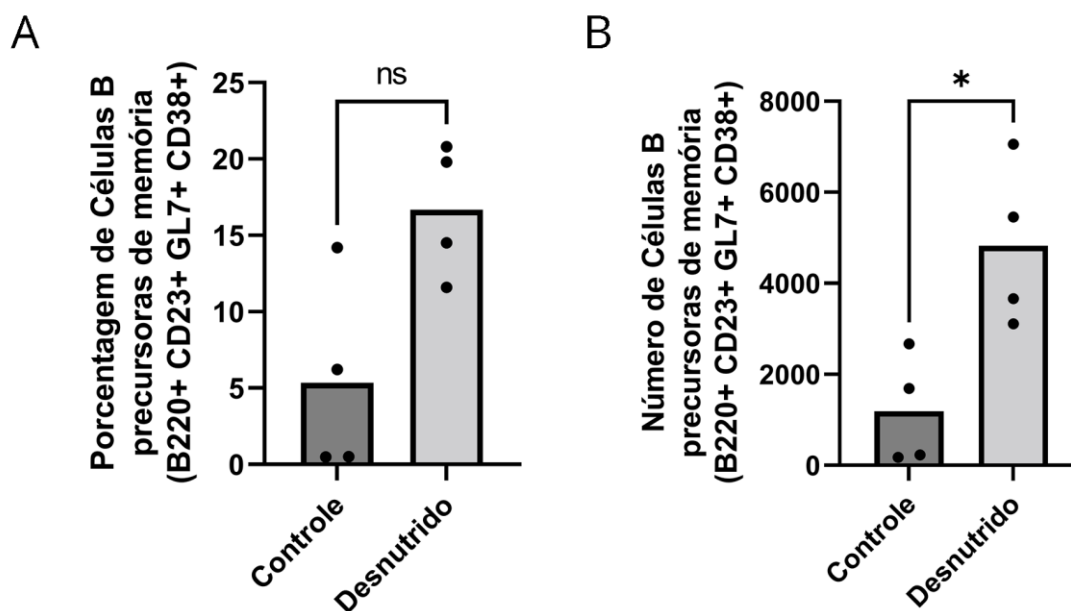 A
Porcentagem de Células B
precursoras de memória
(B220+ CD23+ GL7+ CD38+)
25
20
15
10
5
0
ns
Controle
Desnutrido
B
Número de Células B
precursoras de memória
(B220+ CD23+ GL7+ CD38+)
8000
6000
4000
2000
0
*
Controle
Desnutrido